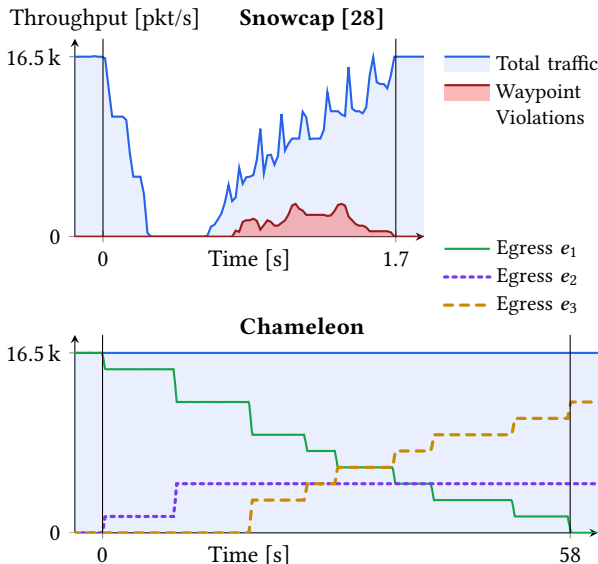 Throughput [pkt/s]
Snowcap [28]
16.5 k
0
0
Time [s]
1.7
Total traffic
Waypoint
Violations
Egress e1
Egress e2
Egress e3
Chameleon
16.5 k
0
0
Time [s]
58